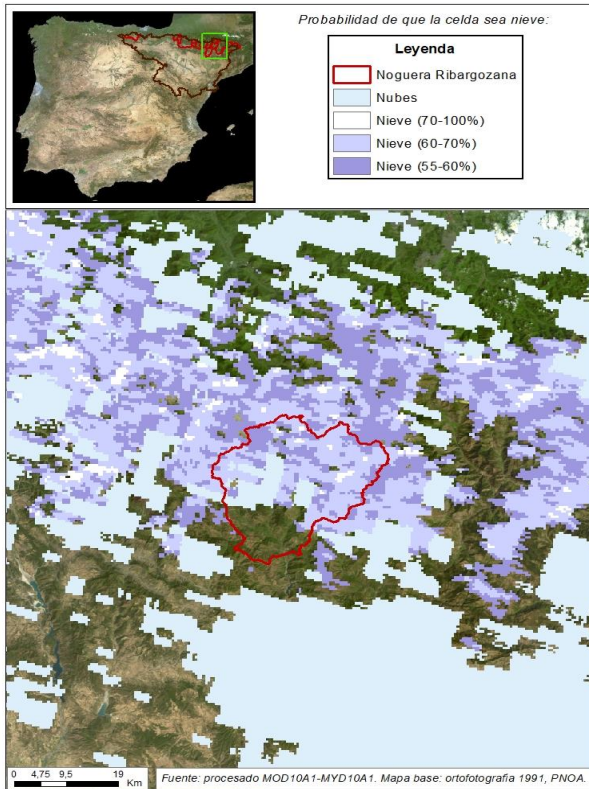 Probabilidad de que la celda sea nieve:
Leyenda
Noguera Ribargozana
Nubes
Nieve (70-100%)
Nieve (60-70%)
Nieve (55-60%)
0 4,75 9,5 19
Km
Fuente: procesado MOD10A1-MYD10A1. Mapa base: ortofotografia 1991, PNOA.